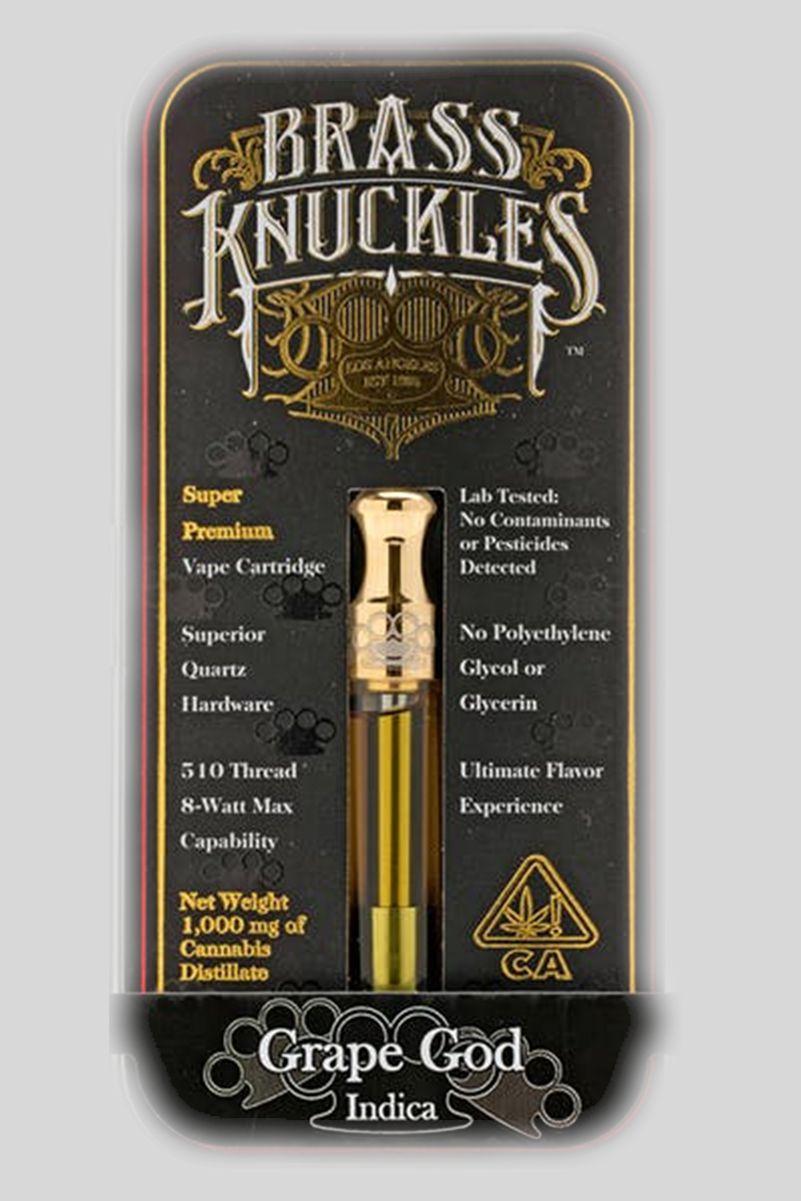 BRASS
KNUCKLES
TM
LOS ANGELES
Super
Premium
Vape Cartridge
Superior
Quartz
Hardware
510 Thread
8-Watt Max
Capability
Net Weight
1,000 mg of
Cannabis
Distillate
Lab Tested:
No Contaminants
or Pesticides
Detected
No Polyethylene
Glycol or
Glycerin
Ultimate Flavor
Experience
!
CA
Grape God
Indica